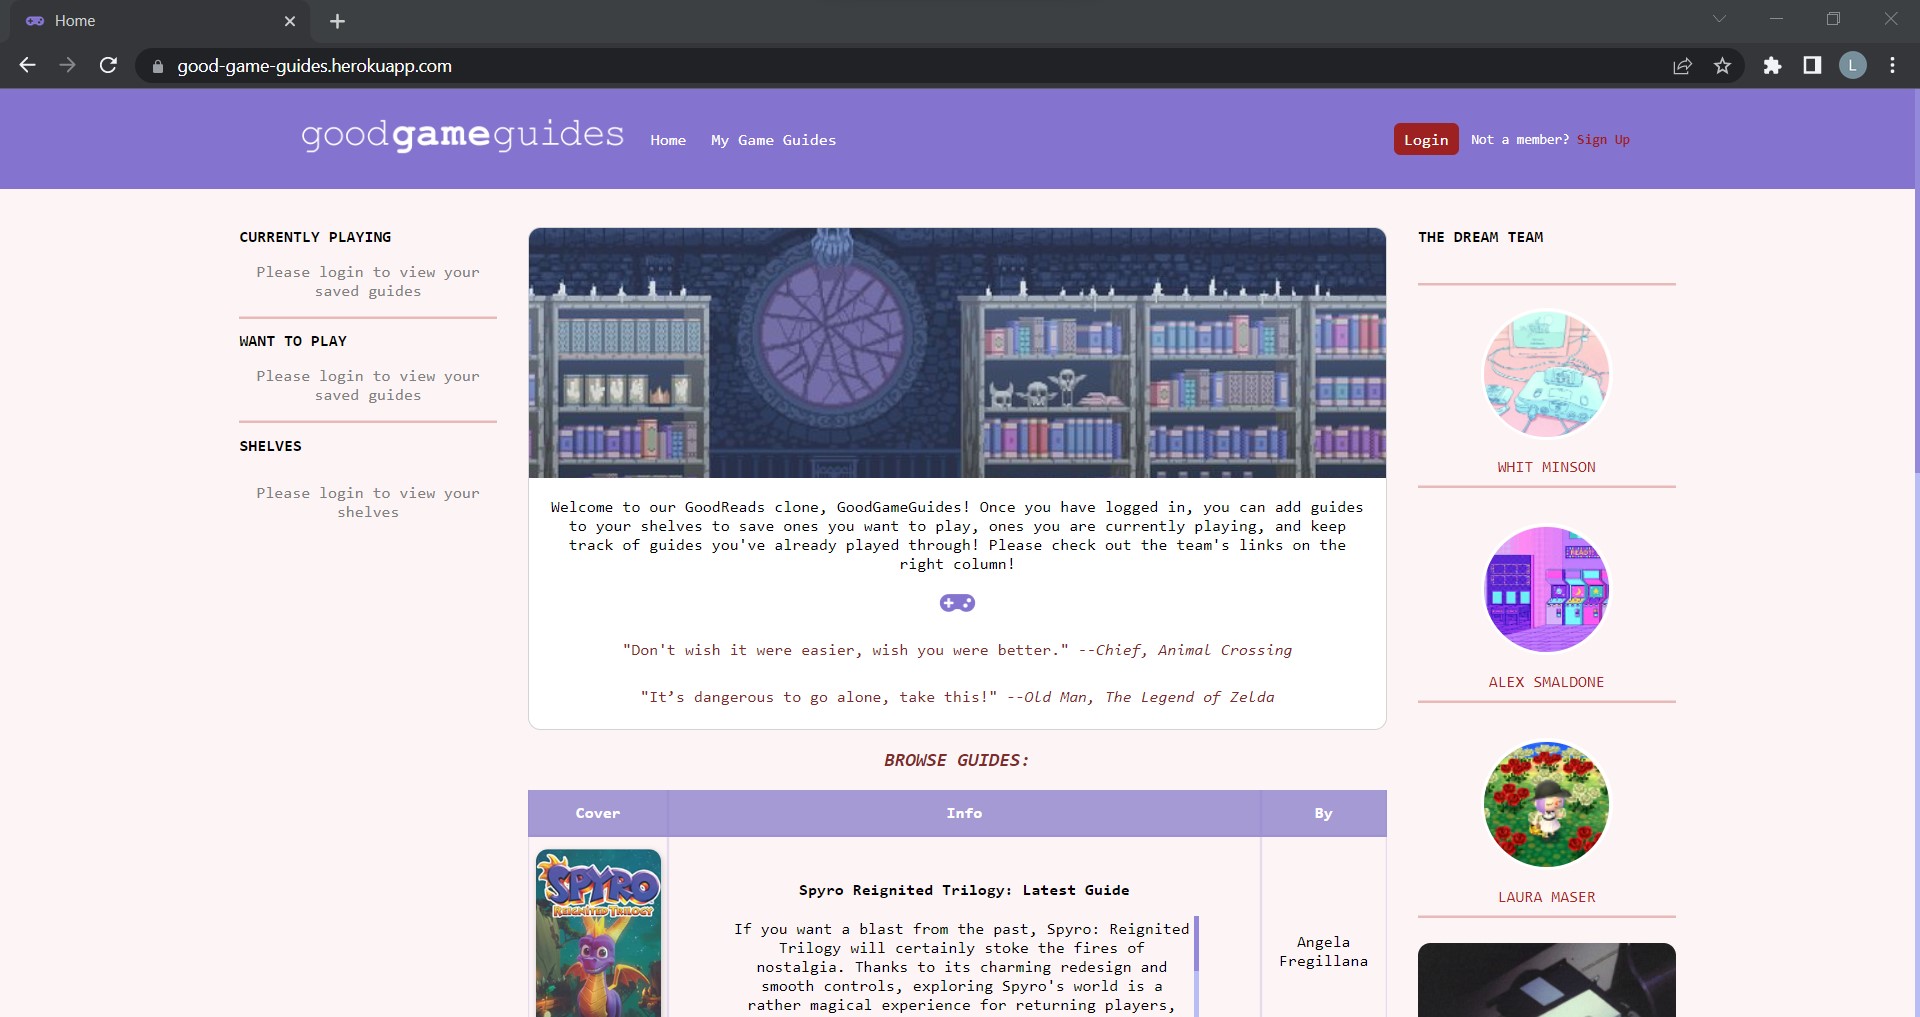 Home
good-game-guides.herokuapp.com
L
goodgameguides Home My Game Guides Login Not a member? Sign Up
CURRENTLY PLAYING
Please login to view your
saved guides
WANT TO PLAY
Please login to view your
saved guides
SHELVES
Please login to view your
shelves
Welcome to our GoodReads clone, GoodGameGuides! Once you have logged in, you can add guides
to your shelves to save ones you want to play, ones you are currently playing, and keep
track of guides you've already played through! Please check out the team's links on the
right column!
"Don't wish it were easier, wish you were better." --Chief, Animal Crossing
"It’s dangerous to go alone, take this!" --Old Man, The Legend of Zelda
BROWSE GUIDES:
Cover Info By
SPYRO
REIGNITED TRILOGY
Spyro Reignited Trilogy: Latest Guide
If you want a blast from the past, Spyro: Reignited
Trilogy will certainly stoke the fires of
nostalgia. Thanks to its charming redesign and
smooth controls, exploring Spyro's world is a
rather magical experience for returning players,
Angela
Fregillana
THE DREAM TEAM
WHIT MINSON
READY
ALEX SMALDONE
LAURA MASER